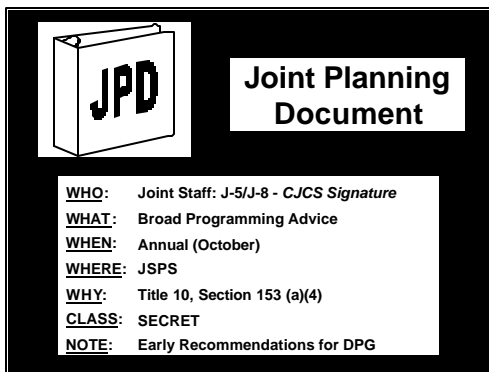 JPD
Joint Planning
Document
WHO: Joint Staff: J-5/J-8 - CJCS Signature
WHAT: Broad Programming Advice
WHEN: Annual (October)
WHERE: JSPS
WHY: Title 10, Section 153 (a)(4)
CLASS: SECRET
NOTE: Early Recommendations for DPG